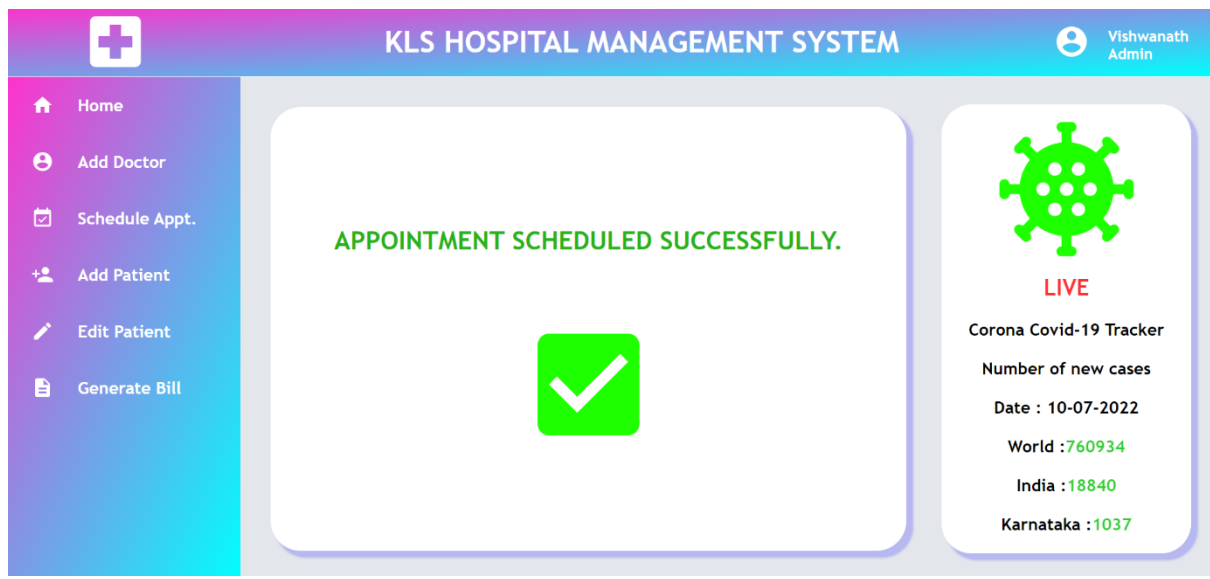 KLS HOSPITAL MANAGEMENT SYSTEM
Vishwanath
Admin
Home
Add Doctor
Schedule Appt.
Add Patient
Edit Patient
Generate Bill
APPOINTMENT SCHEDULED SUCCESSFULLY.
LIVE
Corona Covid-19 Tracker
Number of new cases
Date : 10-07-2022
World :760934
India :18840
Karnataka :1037